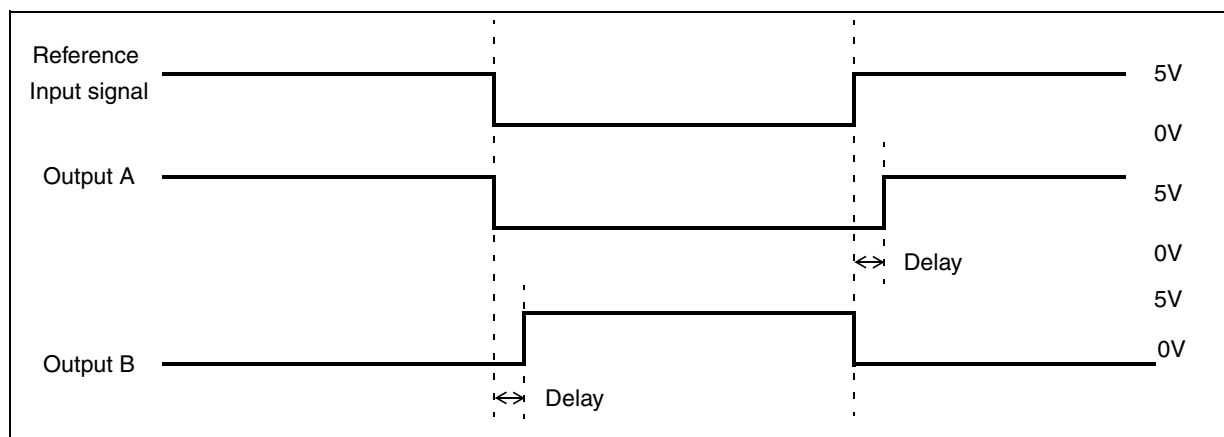 Reference
Input signal
5V
0V
Output A
5V
0V
Delay
5V
0V
Output B
Delay